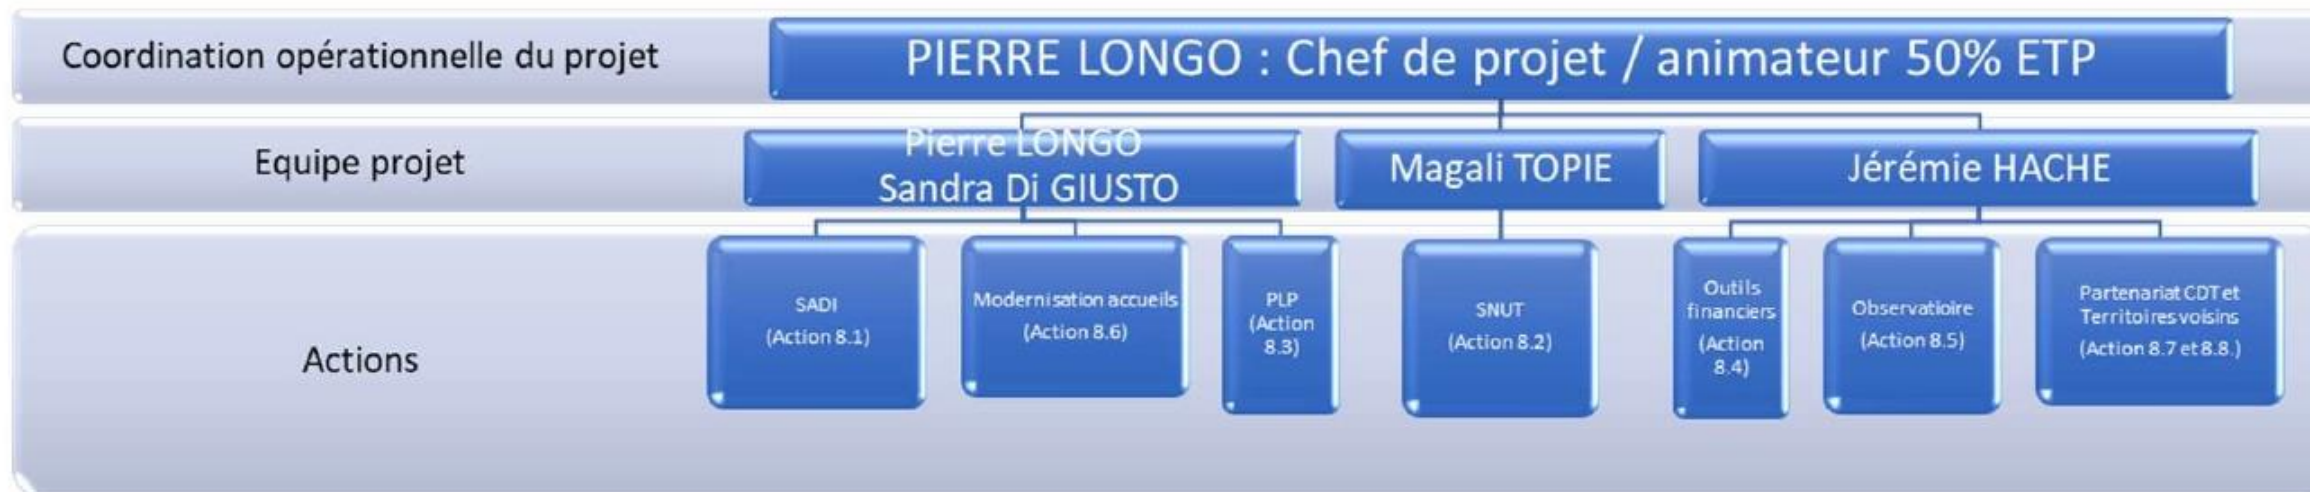 Coordination opérationnelle du projet
PIERRE LONGO : Chef de projet / animateur 50% ETP
Equipe projet
Pierre LONGO
Sandra Di GIUSTO
Magali TOPIE
Jérémie HACHE
Actions
SADI
(Action 8.1)
Modernisation accueils
(Action 8.6)
PLP
(Action
8.3)
SNUT
(Action 8.2)
Outils
financiers
(Action
8.4)
Observatioire
(Action 8.5)
Partenariat CDT et
Territoires voisins
(Action 8.7 et 8.8.)